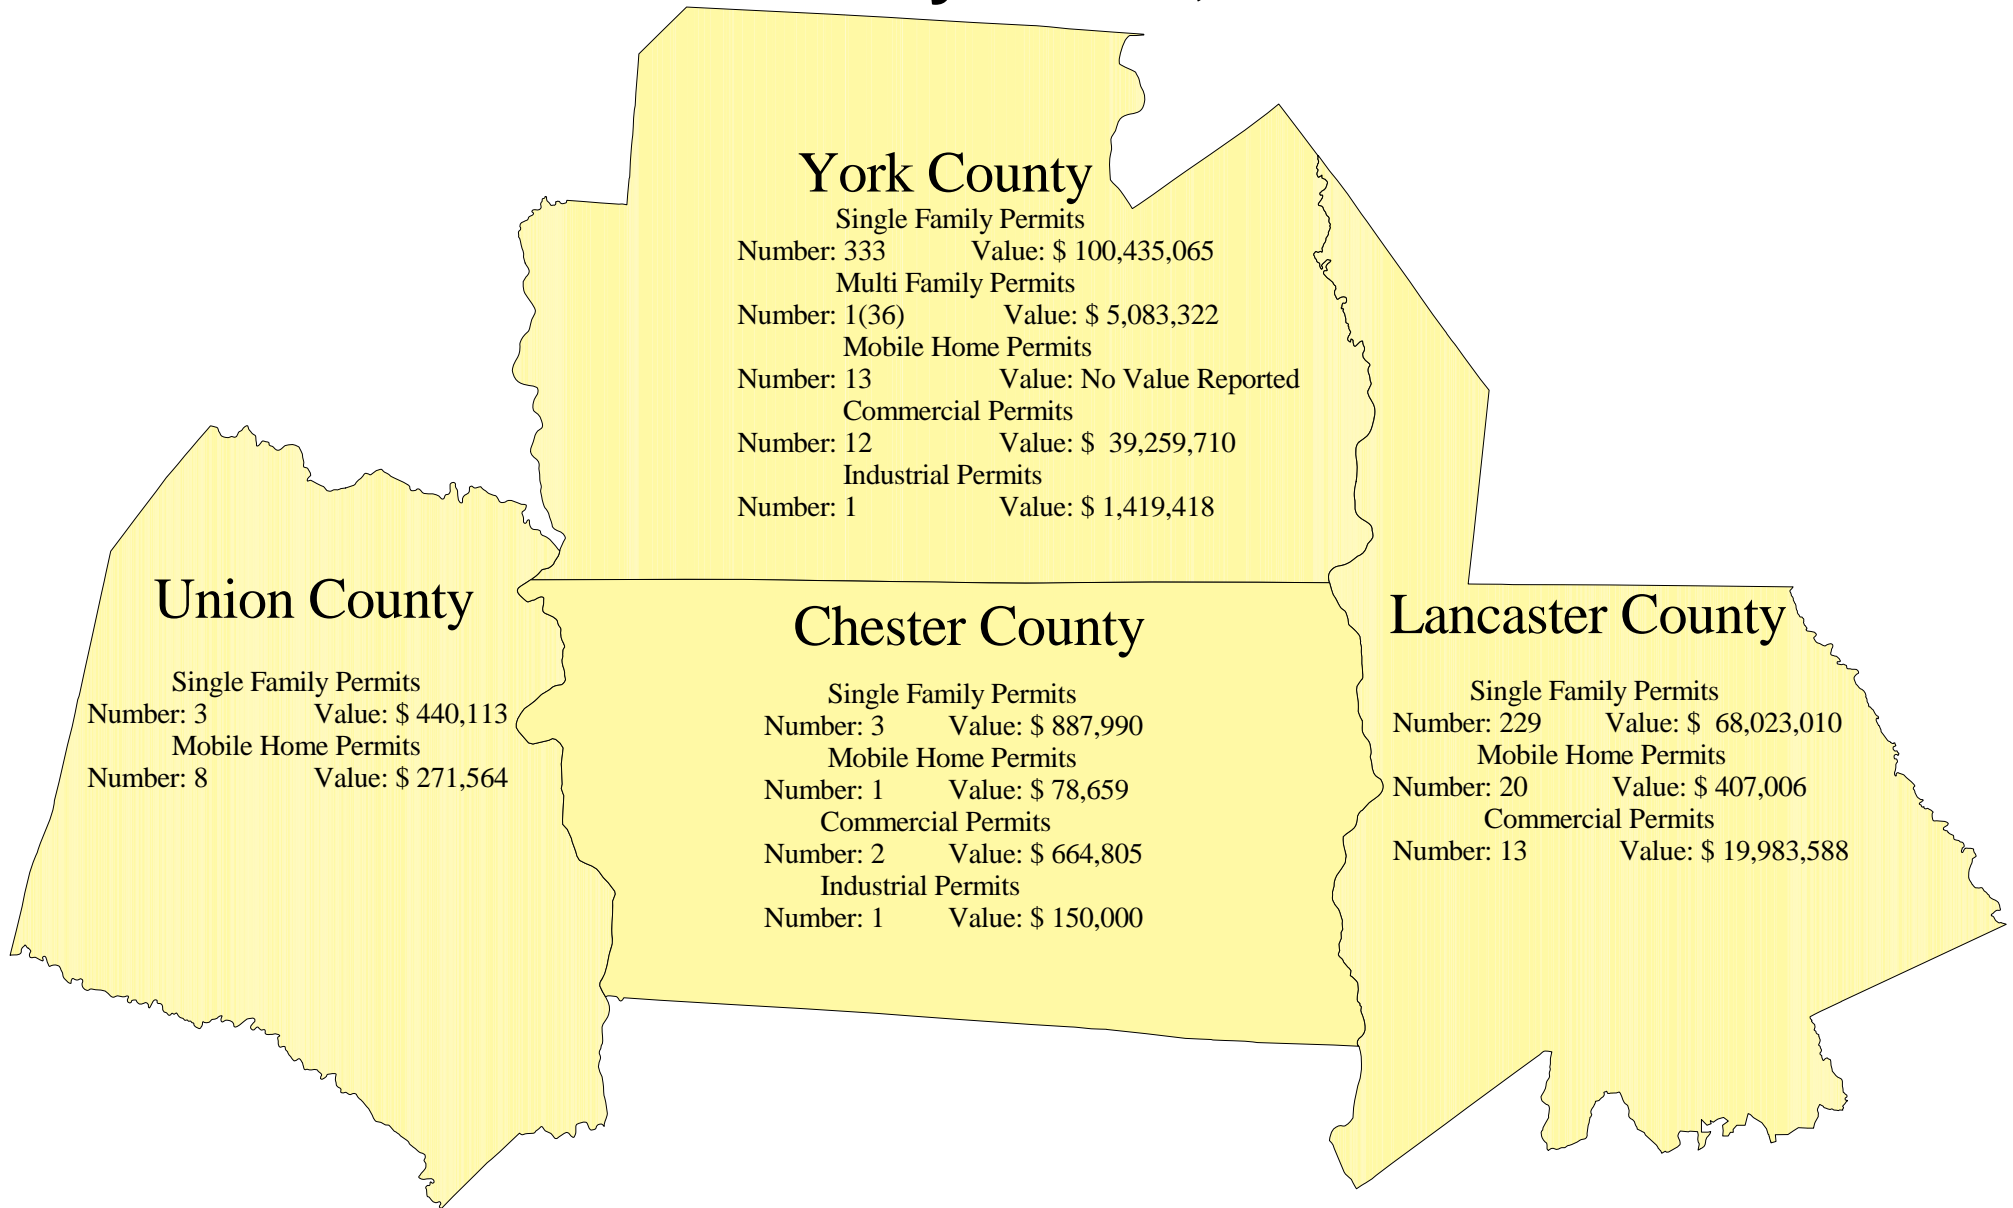 York County
Single Family Permits
Number: 333 Value: $ 100,435,065
Multi Family Permits
Number: 1(36) Value: $ 5,083,322
Mobile Home Permits
Number: 13 Value: No Value Reported
Commercial Permits
Number: 12 Value: $ 39,259,710
Industrial Permits
Number: 1 Value: $ 1,419,418
Union County
Single Family Permits
Number: 3 Value: $ 440,113
Mobile Home Permits
Number: 8 Value: $ 271,564
Chester County
Single Family Permits
Number: 3 Value: $ 887,990
Mobile Home Permits
Number: 1 Value: $ 78,659
Commercial Permits
Number: 2 Value: $ 664,805
Industrial Permits
Number: 1 Value: $ 150,000
Lancaster County
Single Family Permits
Number: 229 Value: $ 68,023,010
Mobile Home Permits
Number: 20 Value: $ 407,006
Commercial Permits
Number: 13 Value: $ 19,983,588